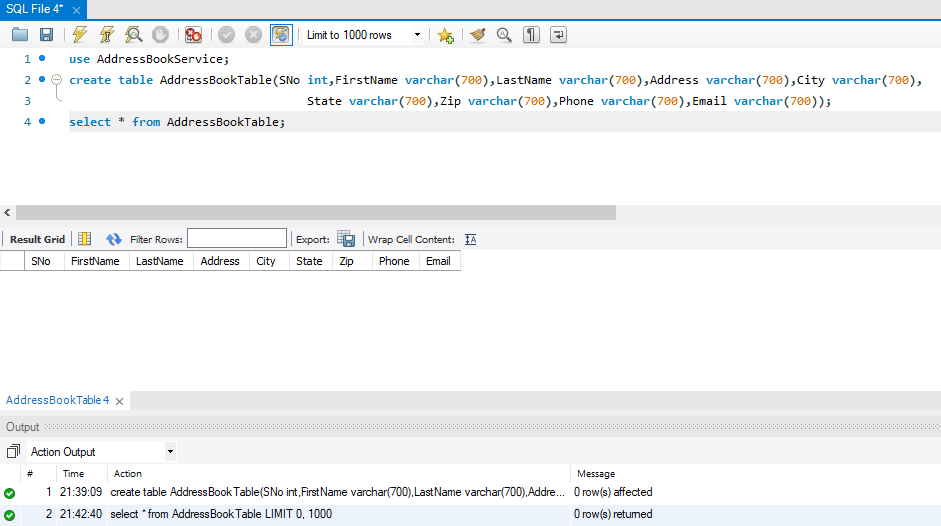 SQL File 4*
Limit to 1000 rows
1 use AddressBookService;
2 create table AddressBookTable(SNo int,FirstName varchar(700),LastName varchar(700),Address varchar(700),City varchar(700),
3 State varchar(700),Zip varchar(700),Phone varchar(700),Email varchar(700));
4 select * from AddressBookTable;
Result Grid Filter Rows: Export: Wrap Cell Content:
SNo FirstName LastName Address City State Zip Phone Email
AddressBookTable 4
Output
Action Output
# Time Action Message
1 21:39:09 create table AddressBookTable(SNo int,FirstName varchar(700),LastName varchar(700),Addre... 0 row(s) affected
2 21:42:40 select * from AddressBookTable LIMIT 0, 1000 0 row(s) returned